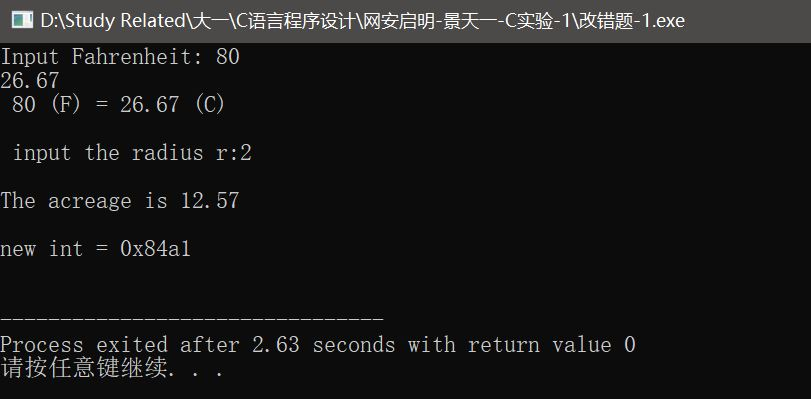 D:\Study Related\大一\C语言程序设计\网安启明-景天一-C实验-1\改错题-1.exe
Input Fahrenheit: 80
26.67
 80 (F) = 26.67 (C)
 input the radius r:2
The acreage is 12.57
new int = 0x84a1
--------------------------------
Process exited after 2.63 seconds with return value 0
请按任意键继续. . .